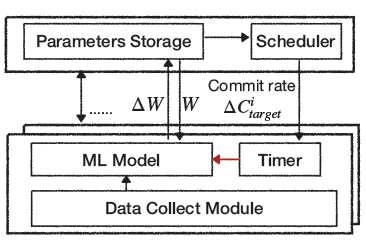 Parameters Storage
Scheduler
Commit rate
...... ΔW W ΔC^i_target
ML Model
Timer
Data Collect Module